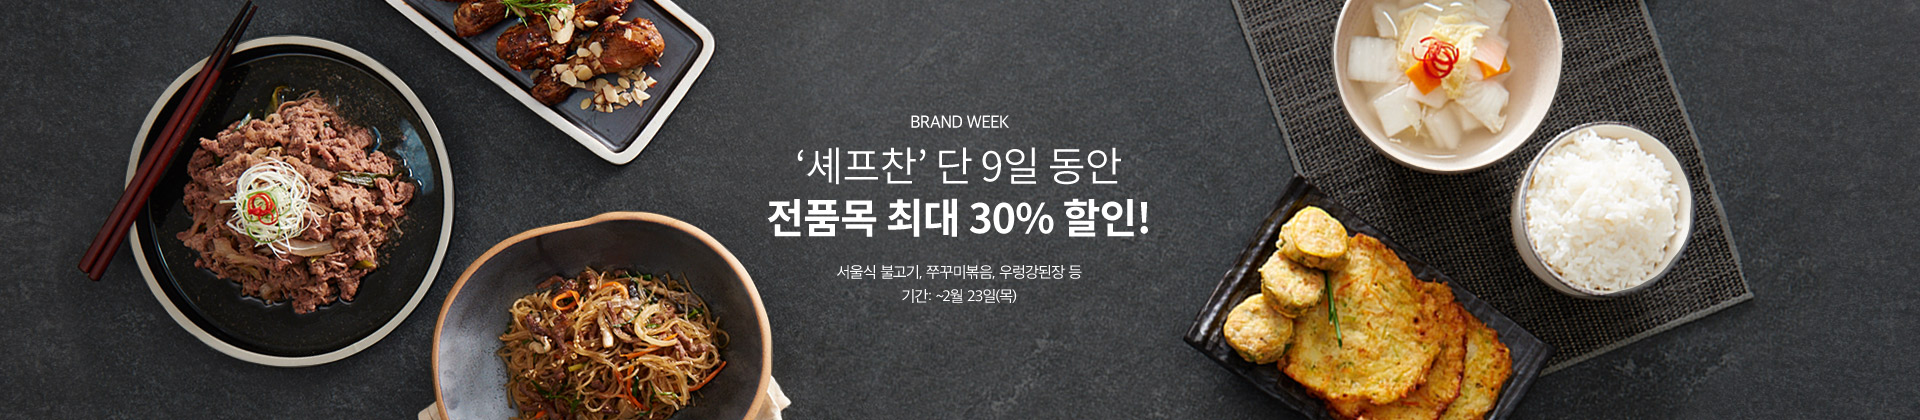 BRAND WEEK
‘셰프찬’ 단 9일 동안
전품목 최대 30% 할인!
서울식 불고기, 쭈꾸미볶음, 우렁강된장 등
기간: ~2월 23일(목)